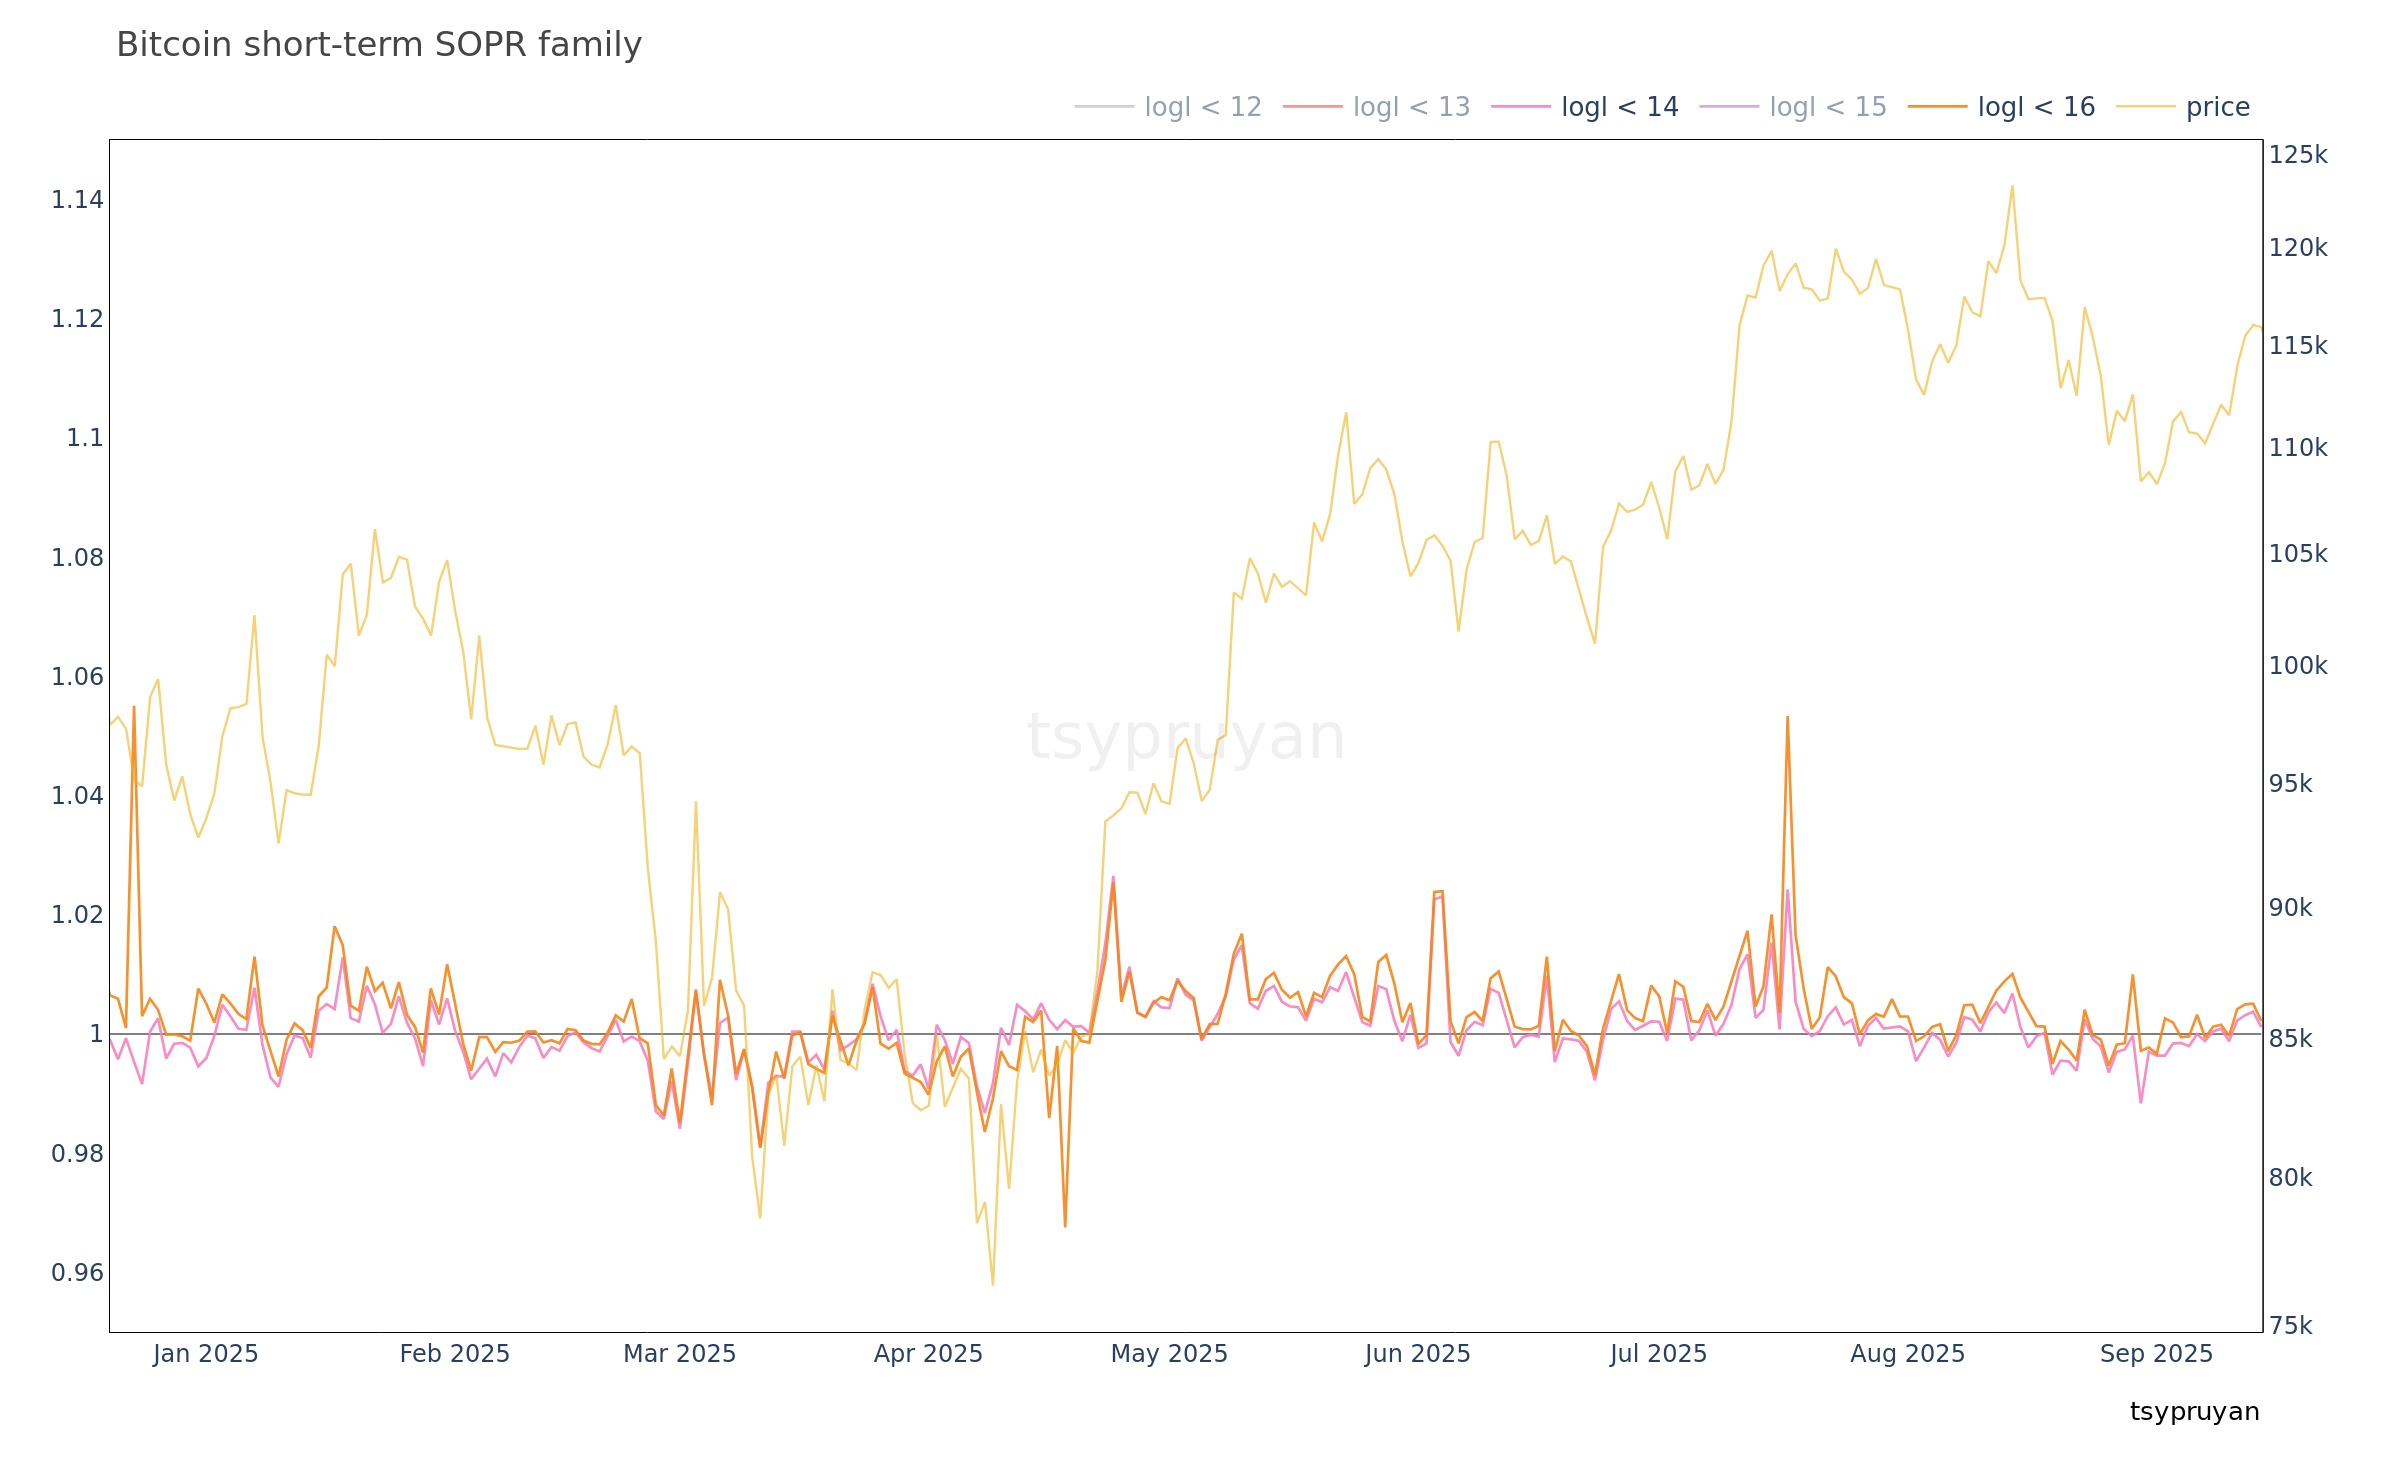 Bitcoin short-term SOPR family
logl < 12 logl < 13 logl < 14 logl < 15 logl < 16 price
125k
1.14
120k
1.12
115k
1.1
110k
1.08
105k
1.06
100k
tsypruyan
1.04
95k
1.02
90k
1
85k
0.98
80k
0.96
75k
Jan 2025 Feb 2025 Mar 2025 Apr 2025 May 2025 Jun 2025 Jul 2025 Aug 2025 Sep 2025
tsypruyan